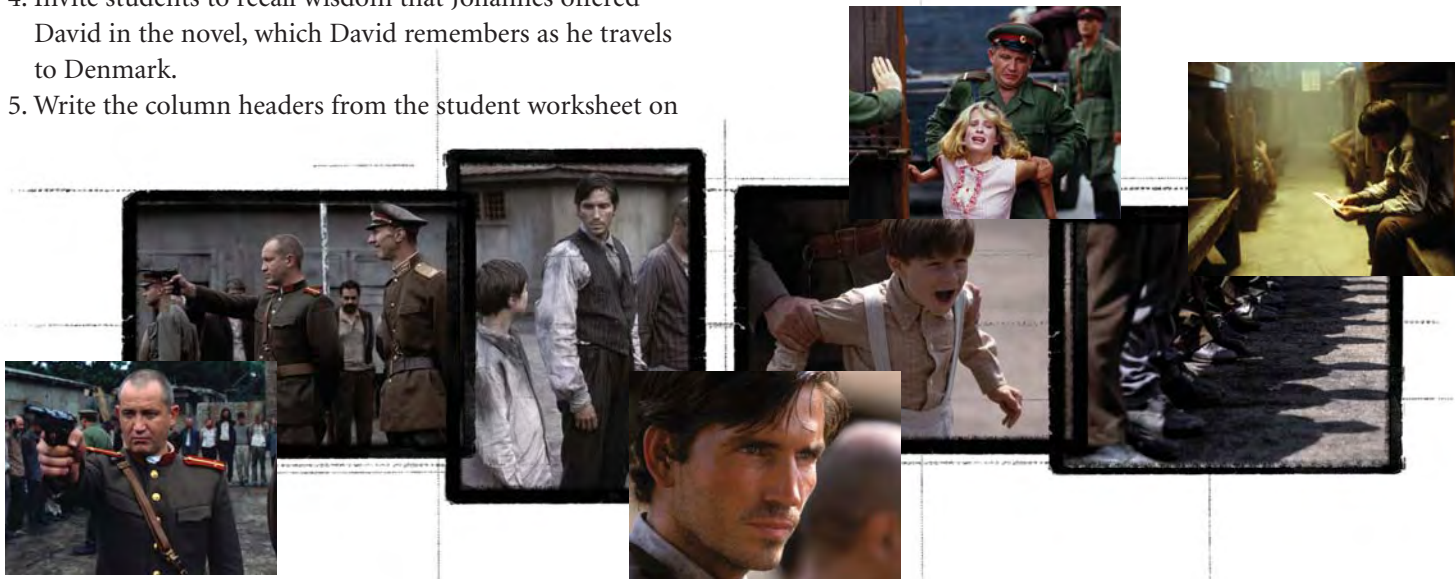 4. Invite students to recall wisdom that Johannes offered
David in the novel, which David remembers as he travels
to Denmark.
5. Write the column headers from the student worksheet on